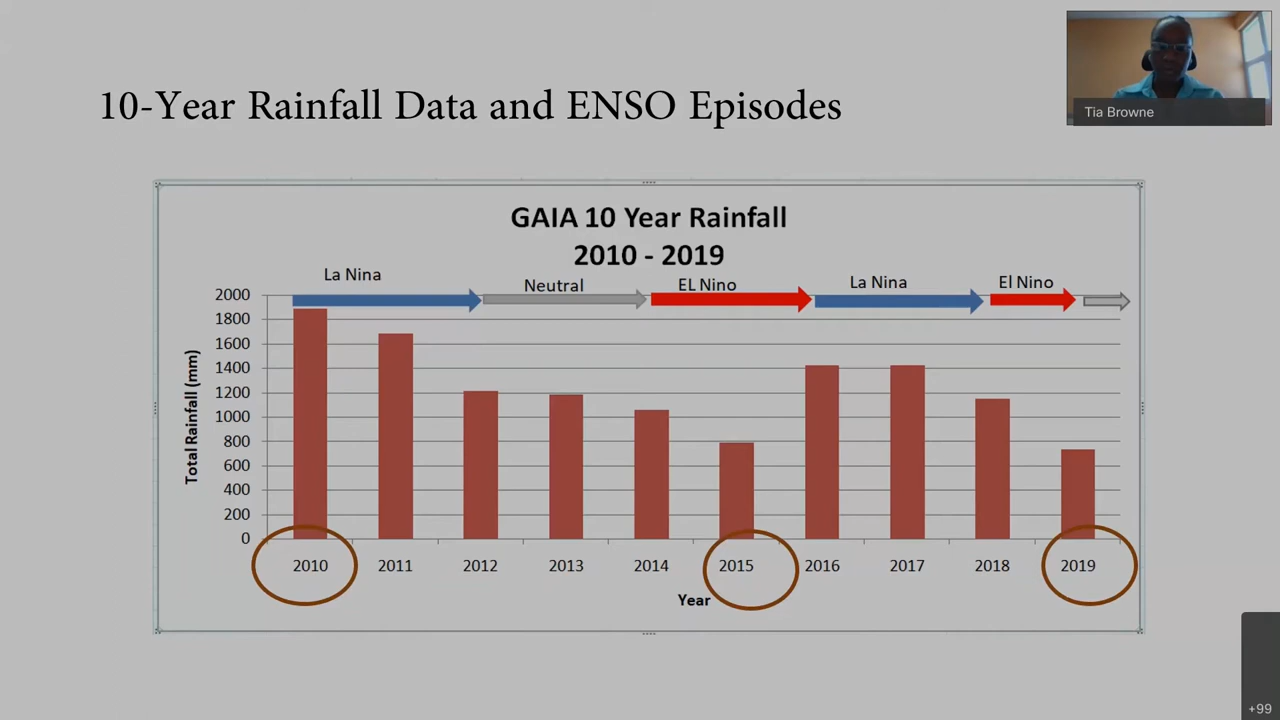 10-Year Rainfall Data and ENSO Episodes
Tia Browne
GAIA 10 Year Rainfall
2010 - 2019
La Nina
Neutral
EL Nino
La Nina
El Nino
Total Rainfall (mm)
2000
1800
1600
1400
1200
1000
800
600
400
200
0
2010 2011 2012 2013 2014 2015 2016 2017 2018 2019
Year
+99